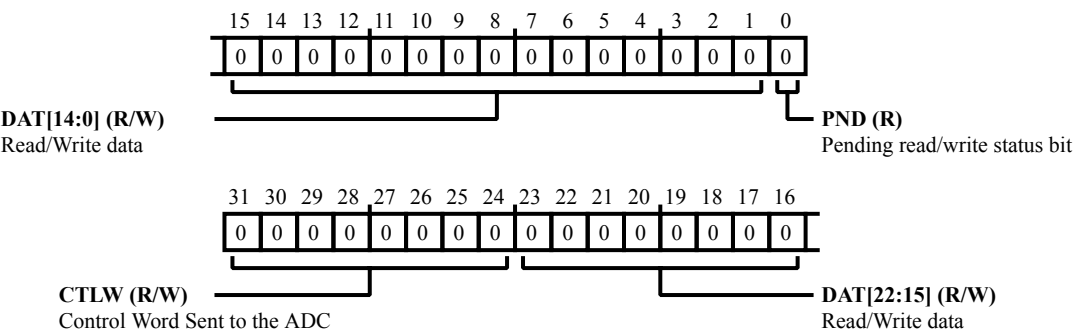 15 14 13 12 11 10 9 8 7 6 5 4 3 2 1 0
0 0 0 0 0 0 0 0 0 0 0 0 0 0 0 0
DAT[14:0] (R/W) PND (R)
Read/Write data Pending read/write status bit
31 30 29 28 27 26 25 24 23 22 21 20 19 18 17 16
0 0 0 0 0 0 0 0 0 0 0 0 0 0 0 0
CTLW (R/W) DAT[22:15] (R/W)
Control Word Sent to the ADC Read/Write data